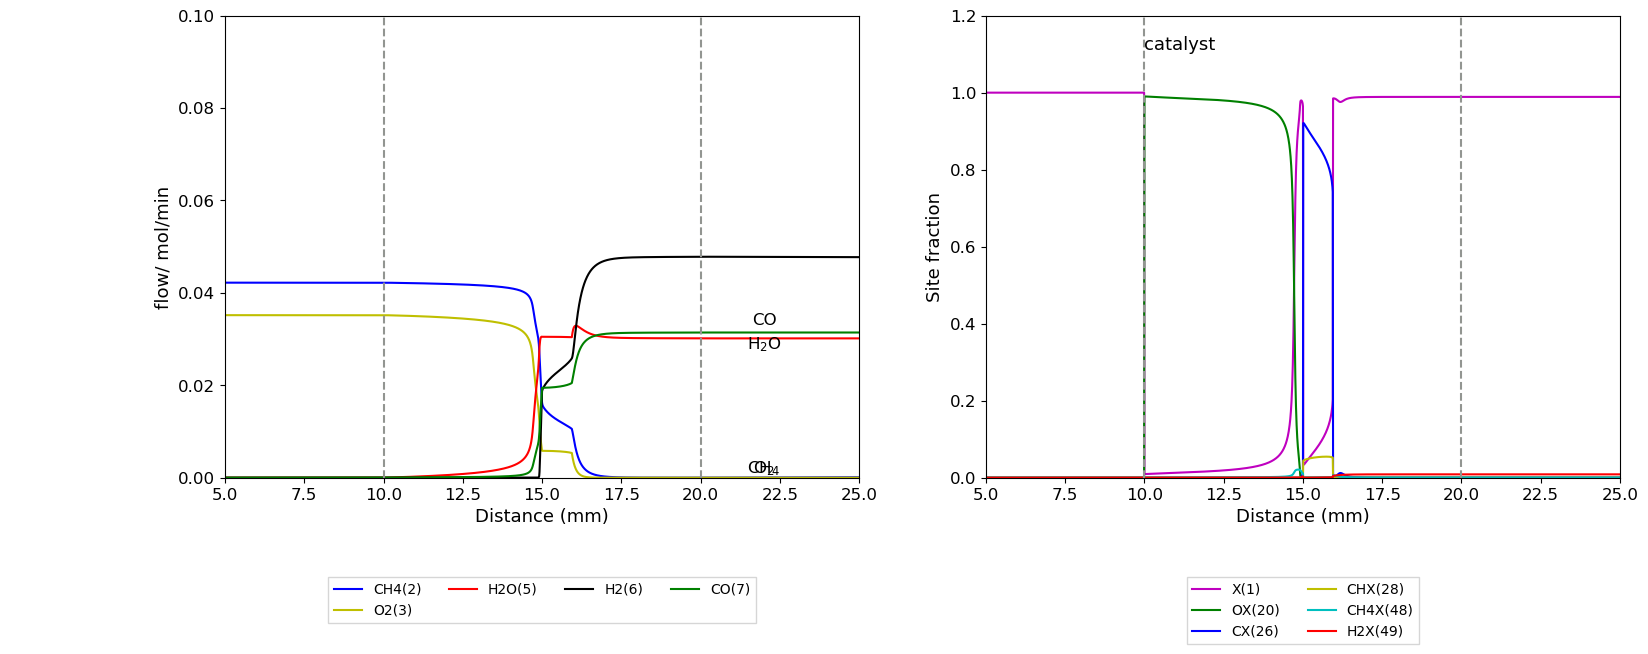 0.10
0.08
0.06
0.04
0.02
0.00
flow/ mol/min
5.0 7.5 10.0 12.5 15.0 17.5 20.0 22.5 25.0
Distance (mm)
CO
H₂O
CH₄
O₂
CH4(2) H2O(5) H2(6) CO(7)
O2(3)
catalyst
1.2
1.0
0.8
0.6
0.4
0.2
0.0
Site fraction
5.0 7.5 10.0 12.5 15.0 17.5 20.0 22.5 25.0
Distance (mm)
X(1) CHX(28)
OX(20) CH4X(48)
CX(26) H2X(49)